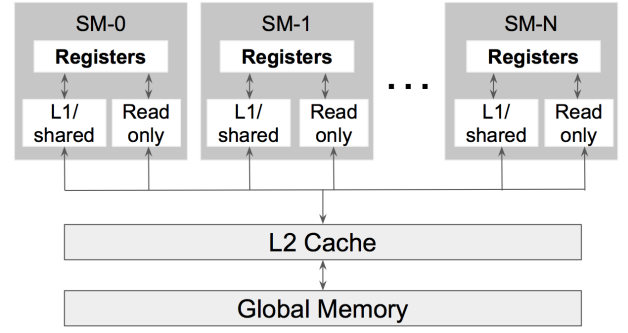 SM-0
Registers
L1/
shared
Read
only
SM-1
Registers
L1/
shared
Read
only
...
SM-N
Registers
L1/
shared
Read
only
L2 Cache
Global Memory